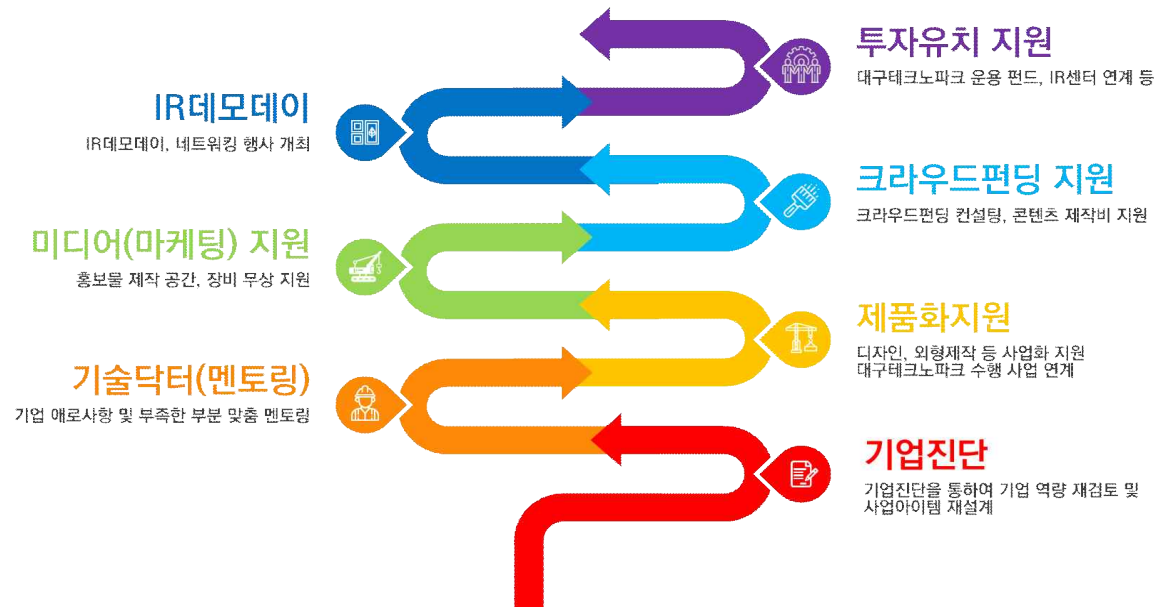 투자유치 지원
대구테크노파크 운용 펀드, IR센터 연계 등
IR데모데이
IR데모데이, 네트워킹 행사 개최
크라우드펀딩 지원
크라우드펀딩 컨설팅, 콘텐츠 제작비 지원
미디어(마케팅) 지원
홍보물 제작 공간, 장비 무상 지원
제품화지원
디자인, 외형제작 등 사업화 지원
대구테크노파크 수행 사업 연계
기술닥터(멘토링)
기업 애로사항 및 부족한 부분 맞춤 멘토링
기업진단
기업진단을 통하여 기업 역량 재검토 및
사업아이템 재설계